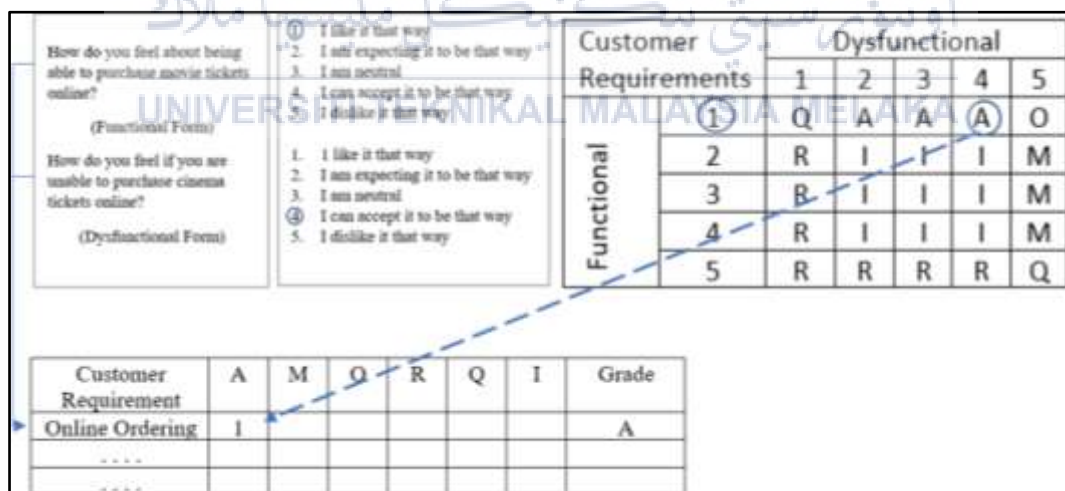 اونيورسيتي تيكنيكل مليسيا ملاك
UNIVERSITI TEKNIKAL MALAYSIA MELAKA
How do you feel about being
able to purchase movie tickets
online?
(Functional Form)
How do you feel if you are
unable to purchase cinema
tickets online?
(Dysfunctional Form)
1 I like it that way
2. I am expecting it to be that way
3. I am neutral
4. I can accept it to be that way
5. I dislike it that way
1. I like it that way
2. I am expecting it to be that way
3. I am neutral
4 I can accept it to be that way
5. I dislike it that way
Customer Dysfunctional
Requirements 1 2 3 4 5
Functional
1 Q A A A O
2 R I I I M
3 R I I I M
4 R I I I M
5 R R R R Q
Customer A M O R Q I Grade
Requirement
Online Ordering 1 A
- - - -
- - - -